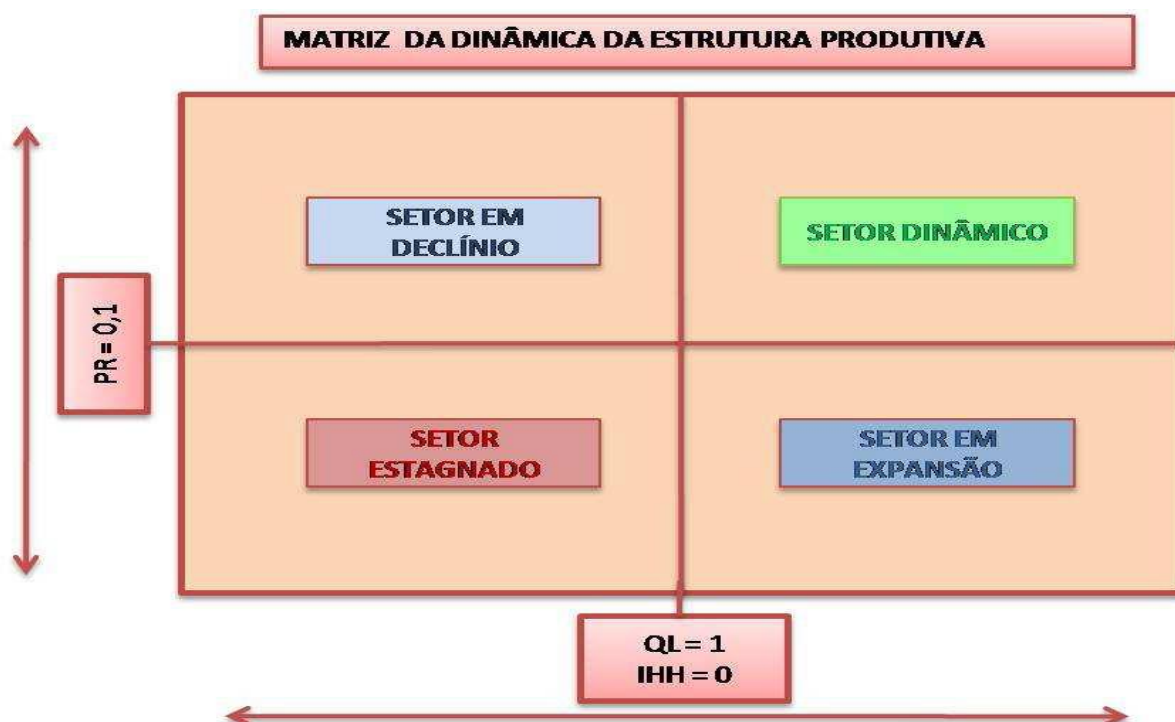 MATRIZ DA DINÂMICA DA ESTRUTURA PRODUTIVA
SETOR EM
DECLÍNIO
SETOR DINÂMICO
PR = 0,1
SETOR
ESTAGNADO
SETOR EM
EXPANSÃO
QL = 1
IHH = 0